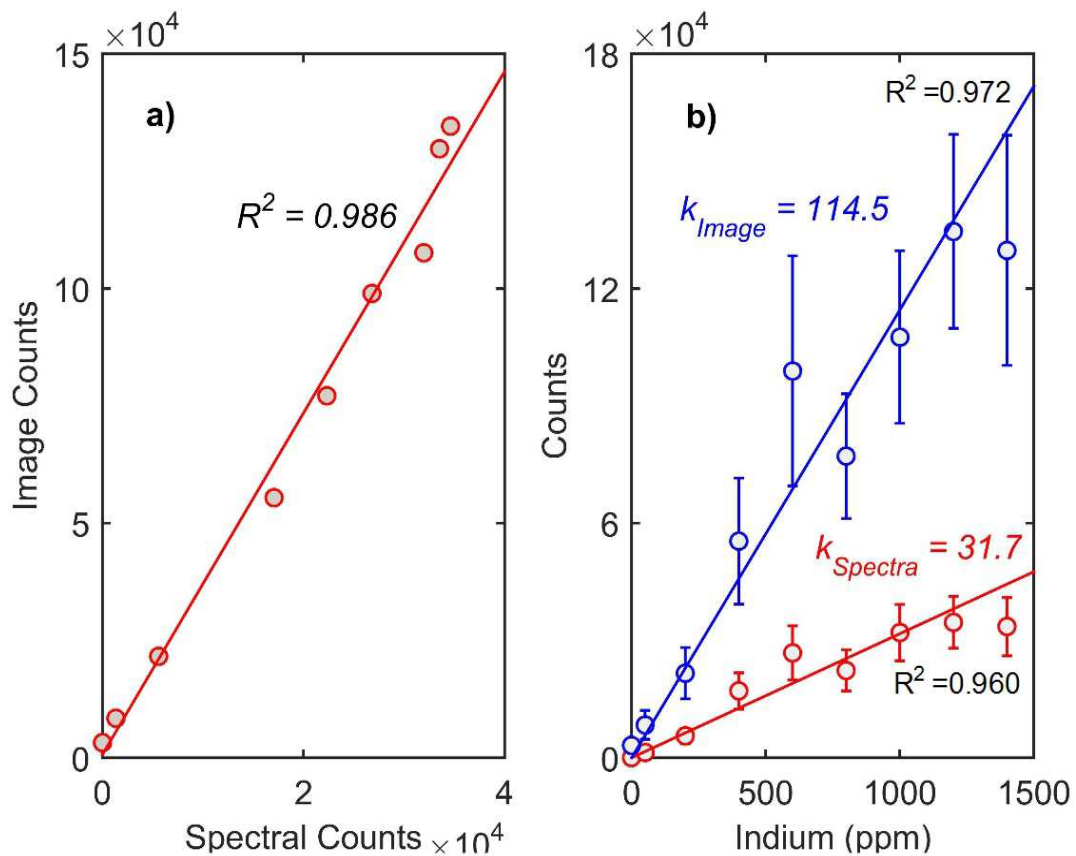 ×10⁴
15
a)
R² = 0.986
10
5
0
0
2
4
Image Counts
Spectral Counts ×10⁴
×10⁴
18
b)
R² =0.972
k_Image = 114.5
12
6
k_Spectra = 31.7
R² =0.960
0
0
500
1000
1500
Counts
Indium (ppm)